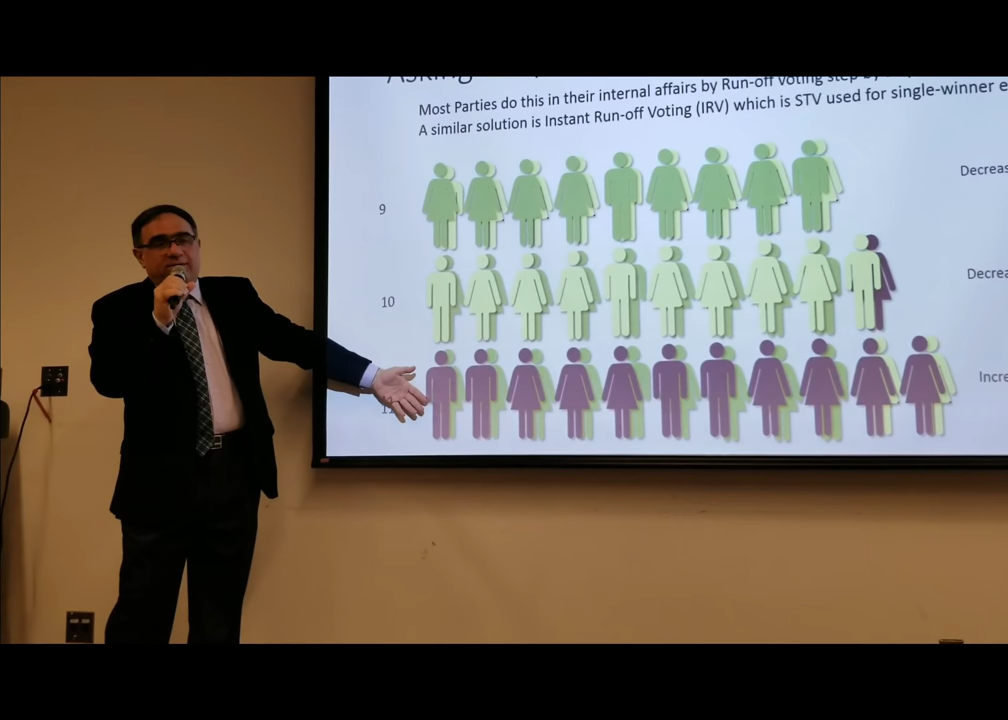 Asking
Most Parties do this in their internal affairs by Run-off voting step by
A similar solution is Instant Run-off Voting (IRV) which is STV used for single-winner e
9
Decreas
10
Decrea
Incre